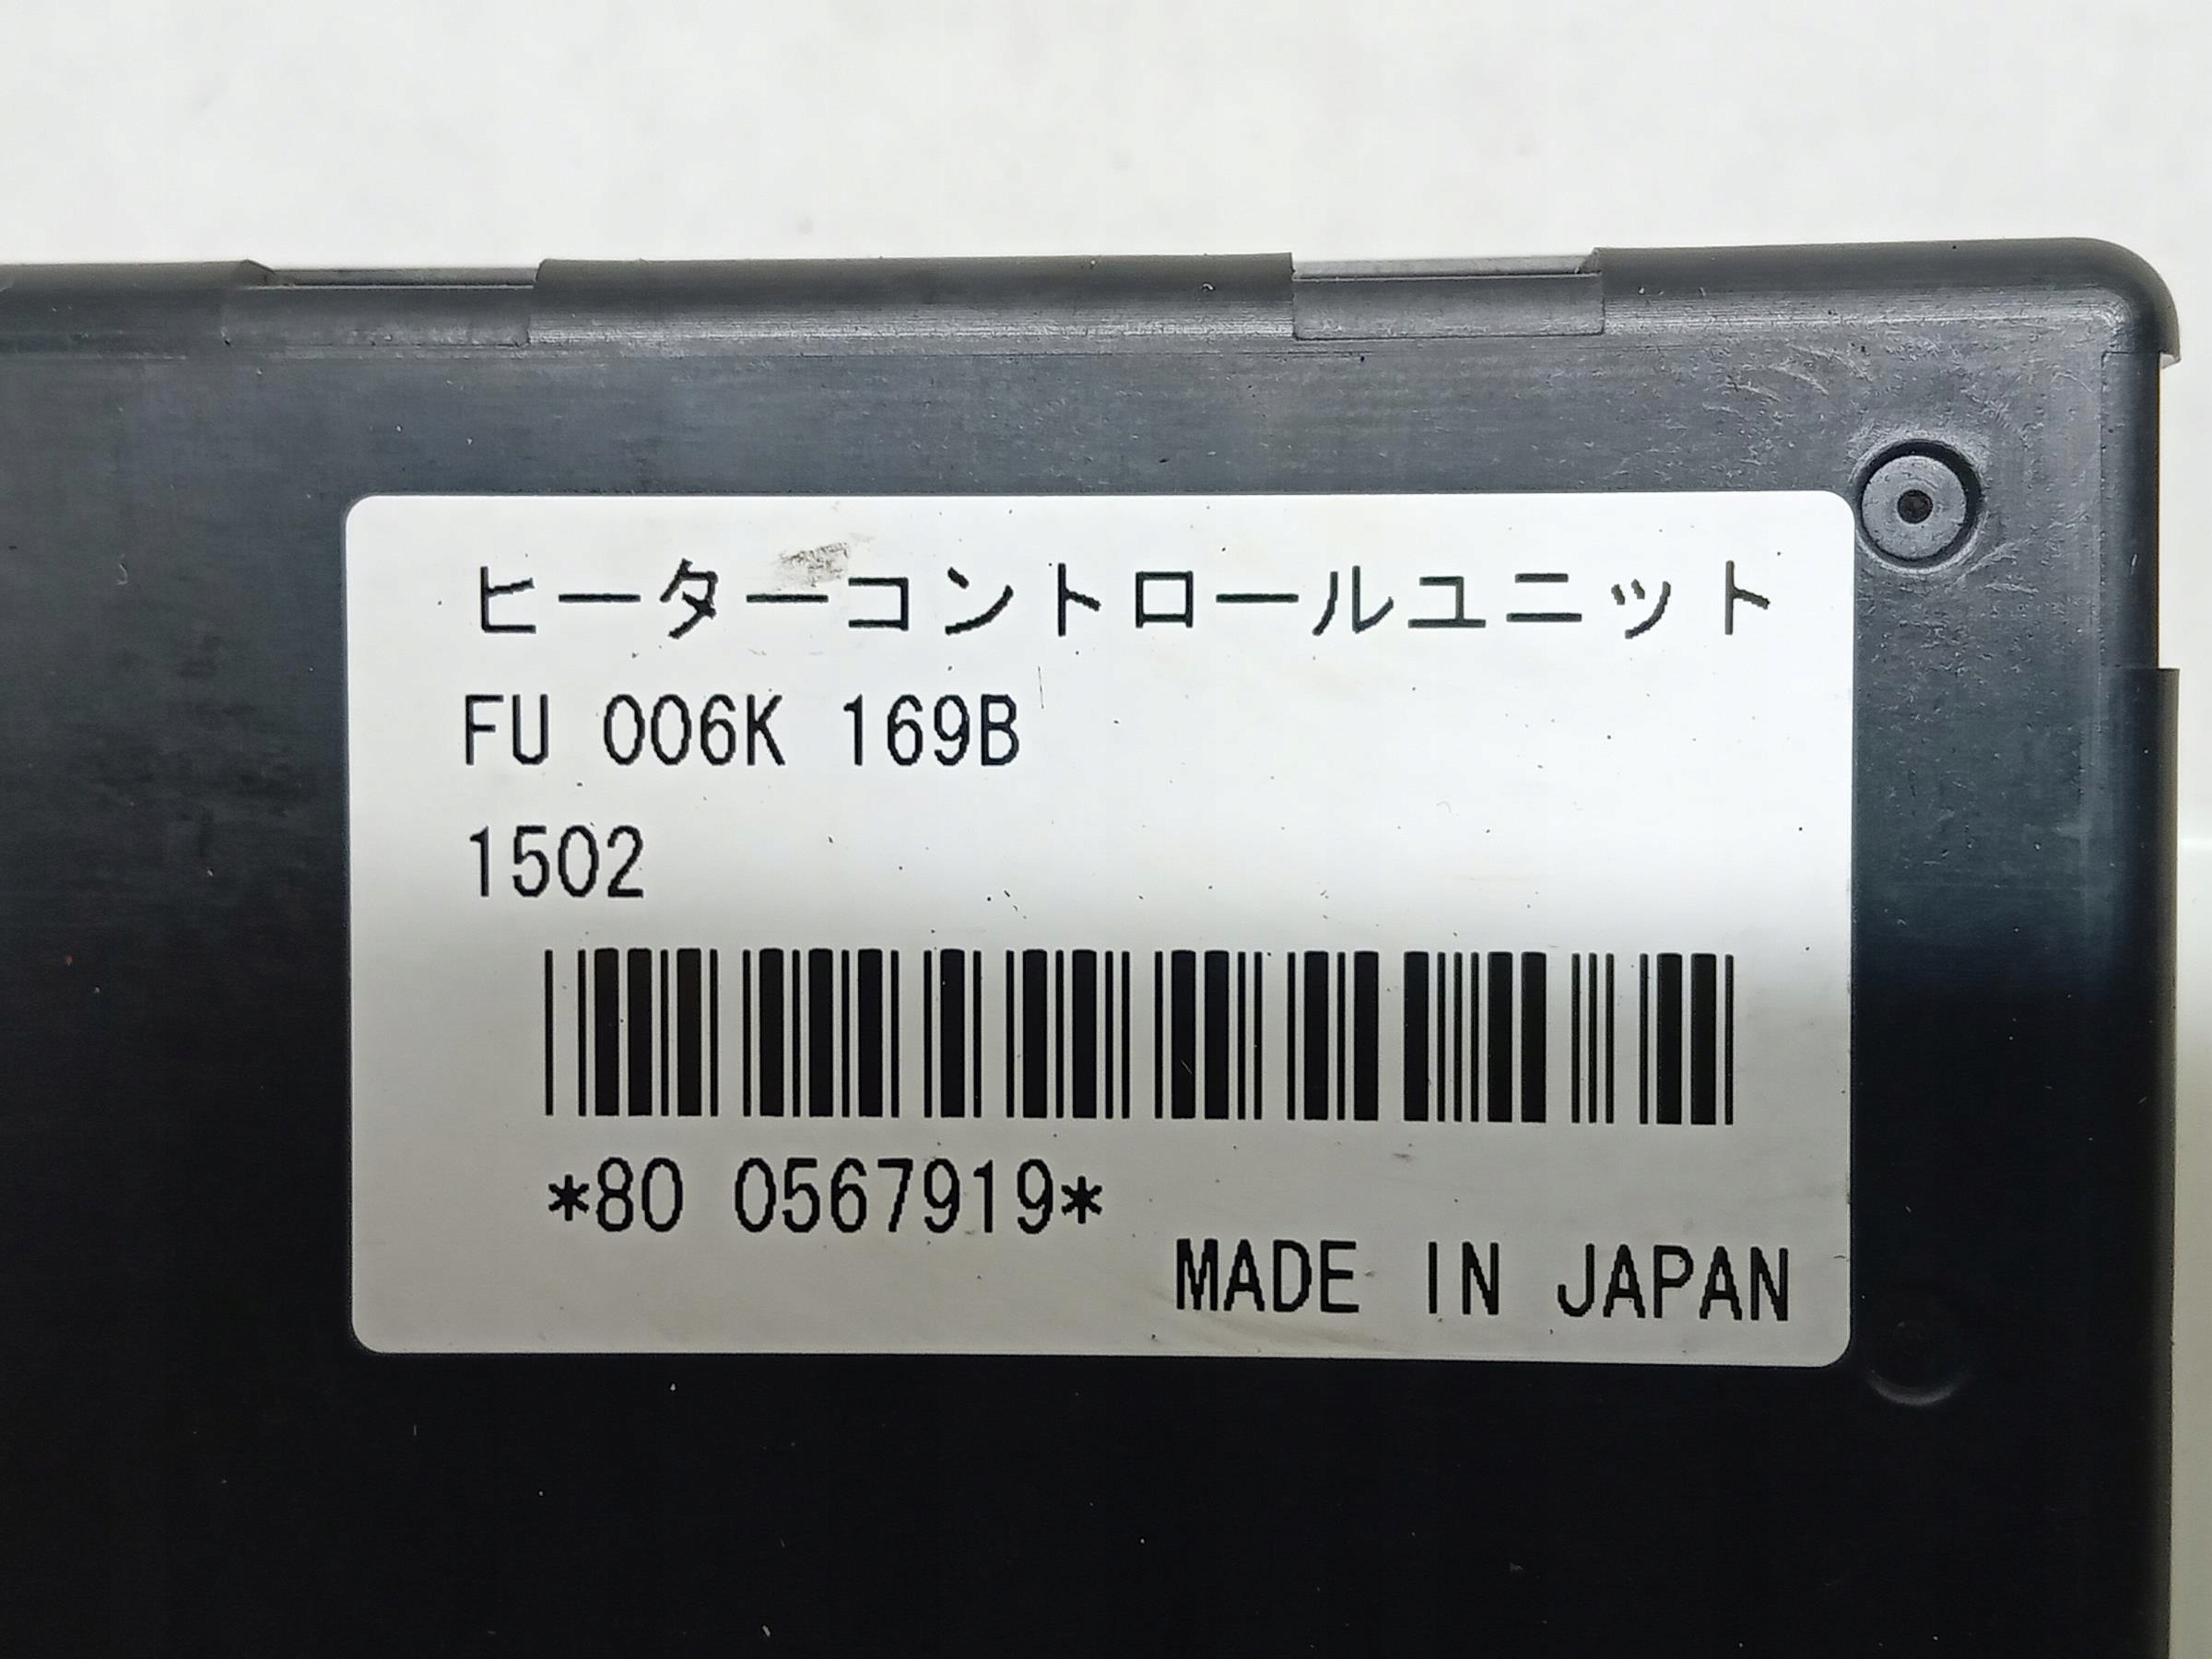 ヒーターコントロールユニット
FU 006K 169B
1502
*80 0567919*
MADE IN JAPAN